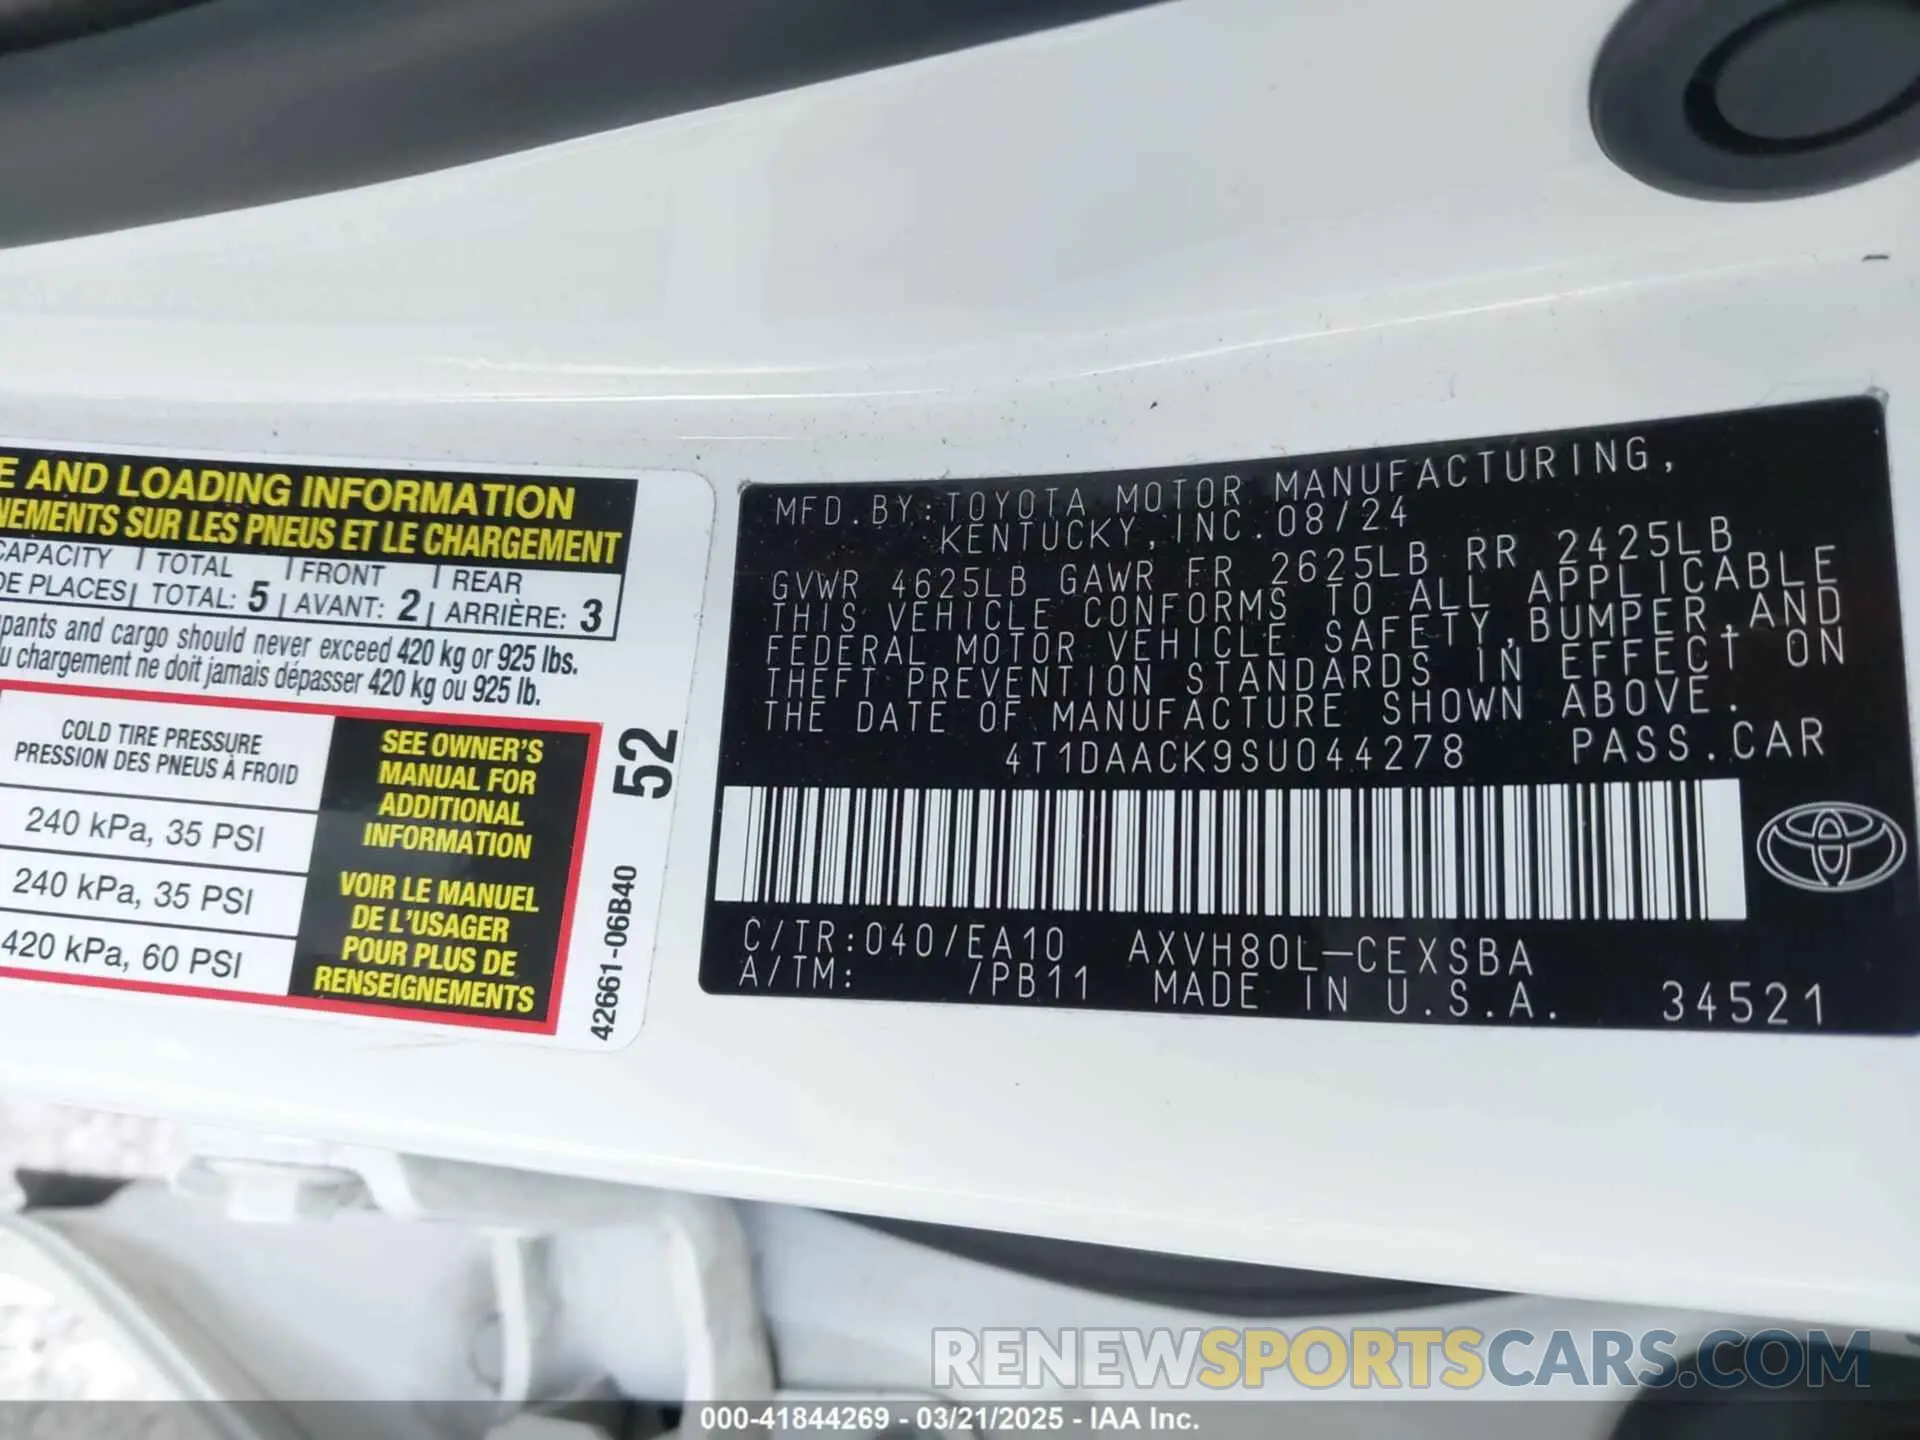 E AND LOADING INFORMATION
NEMENTS SUR LES PNEUS ET LE CHARGEMENT
CAPACITY TOTAL FRONT REAR
DE PLACES TOTAL: 5 AVANT: 2 ARRIÈRE: 3
pants and cargo should never exceed 420 kg or 925 lbs.
u chargement ne doit jamais dépasser 420 kg ou 925 lb.
COLD TIRE PRESSURE
PRESSION DES PNEUS À FROID
240 kPa, 35 PSI
240 kPa, 35 PSI
420 kPa, 60 PSI
SEE OWNER'S
MANUAL FOR
ADDITIONAL
INFORMATION
VOIR LE MANUEL
DE L'USAGER
POUR PLUS DE
RENSEIGNEMENTS
52
42661-06B40
MFD.BY:TOYOTA MOTOR MANUFACTURING,
KENTUCKY,INC.08/24
GVWR 4625LB GAWR FR 2625LB RR 2425LB
THIS VEHICLE CONFORMS TO ALL APPLICABLE
FEDERAL MOTOR VEHICLE SAFETY,BUMPER,AND
THEFT PREVENTION STANDARDS IN EFFECT ON
THE DATE OF MANUFACTURE SHOWN ABOVE.
4T1DAACK9SU044278 PASS.CAR
C/TR:040/EA10 AXVH80L-CEXSBA
A/TM: /PB11 MADE IN U.S.A. 34521
RENEWSPORTSCARS.COM
000-41844269 - 03/21/2025 - IAA Inc.